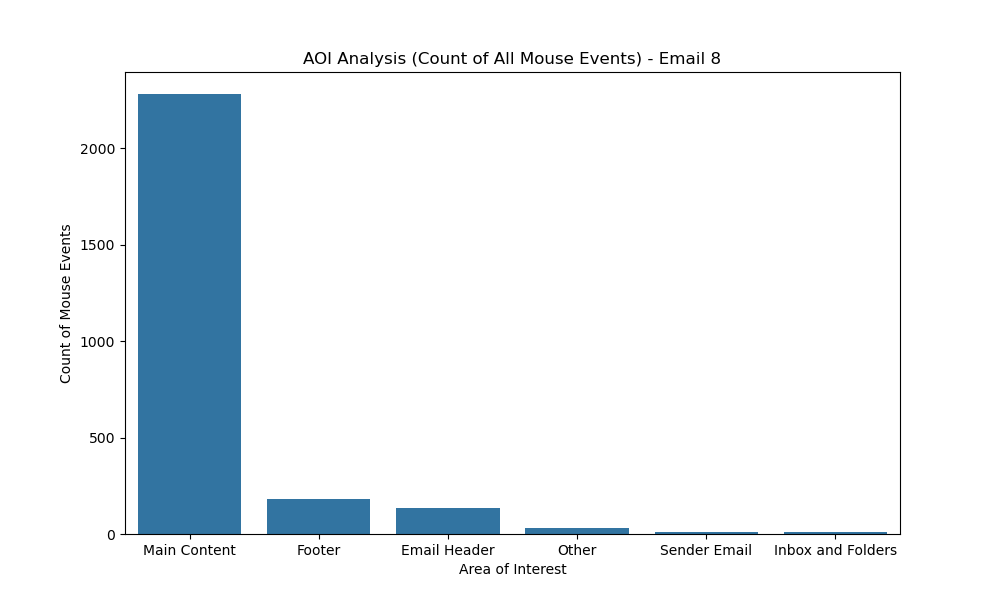 AOI Analysis (Count of All Mouse Events) - Email 8
Count of Mouse Events
2000
1500
1000
500
0
Main Content
Footer
Email Header
Other
Sender Email
Inbox and Folders
Area of Interest